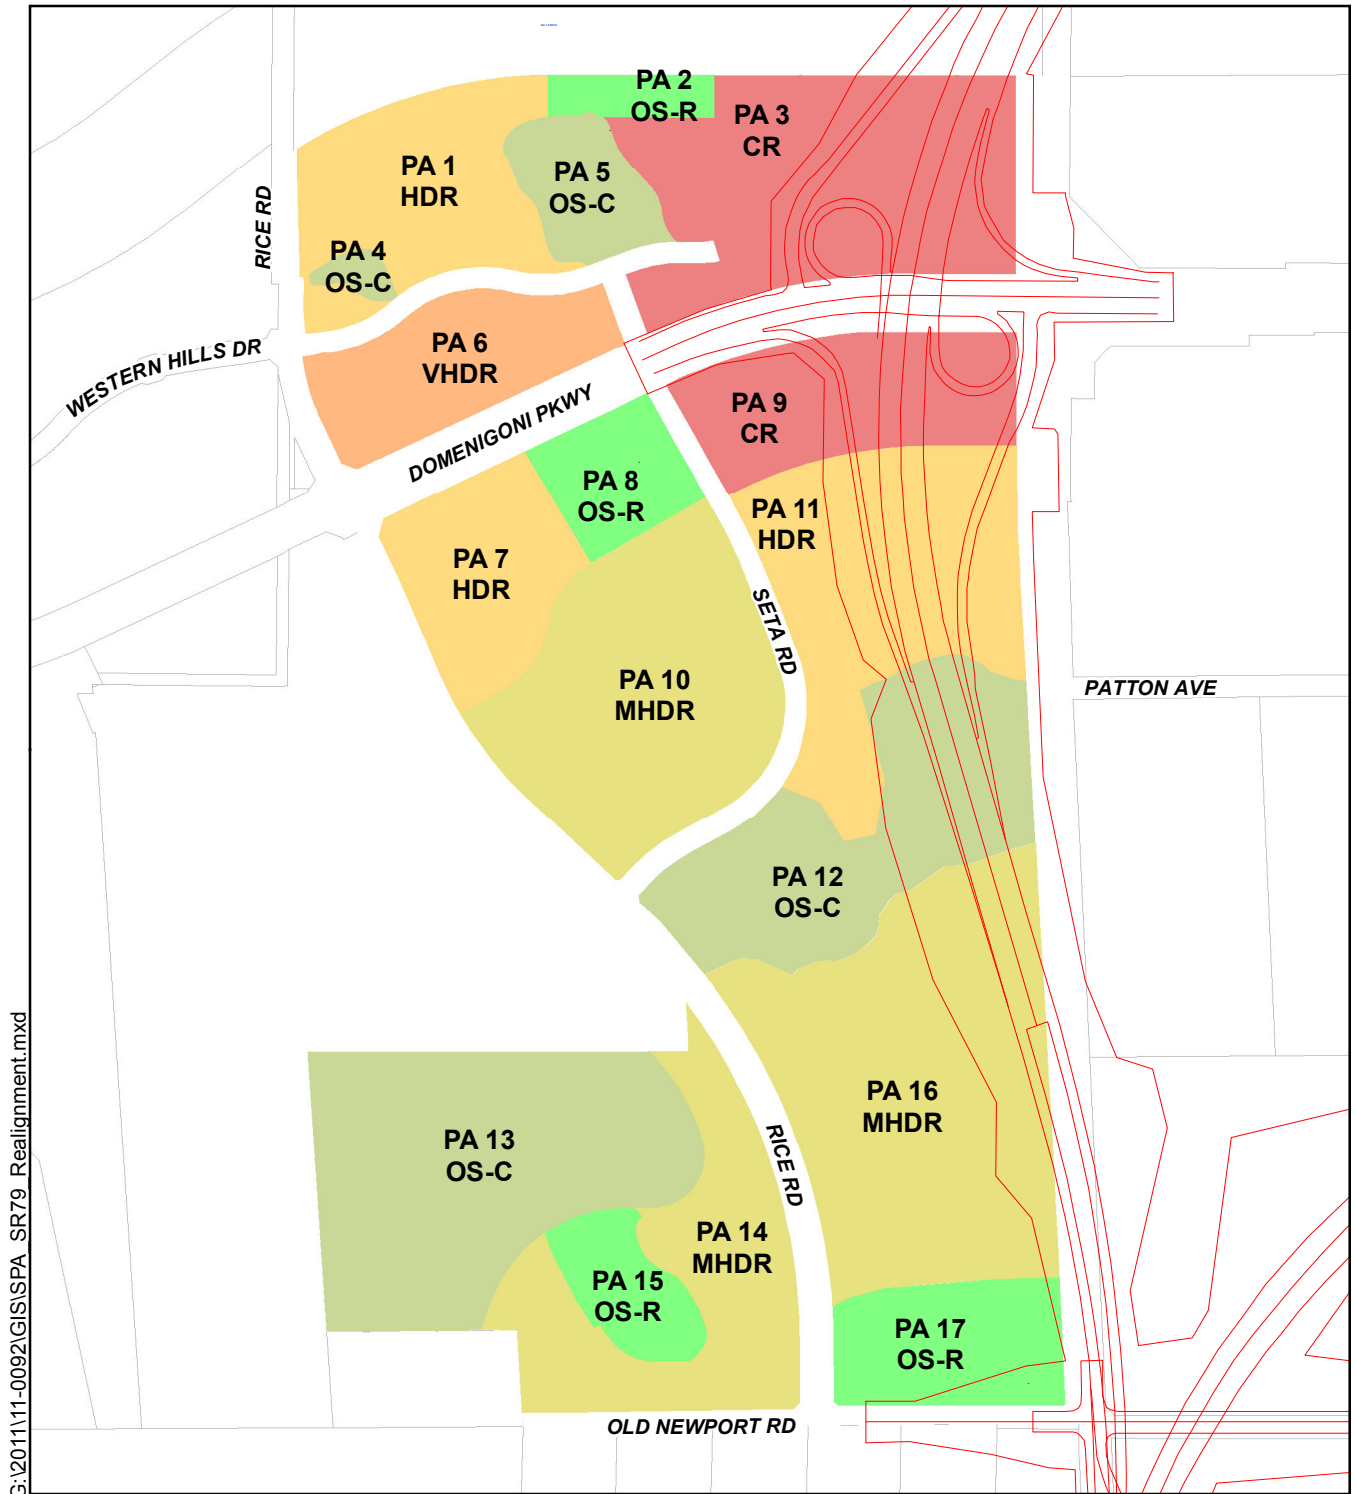 PA 2
OS-R
PA 3
CR
PA 1
HDR
PA 5
OS-C
RICE RD
PA 4
OS-C
WESTERN HILLS DR
PA 6
VHDR
DOMENIGONI PKWY
PA 9
CR
PA 8
OS-R
PA 11
HDR
PA 7
HDR
SETA RD
PA 10
MHDR
PATTON AVE
PA 12
OS-C
PA 16
MHDR
PA 13
OS-C
RICE RD
PA 14
MHDR
PA 15
OS-R
PA 17
OS-R
OLD NEWPORT RD
G:\2011\11-0092\GIS\SPA_SR79_Realignment.mxd